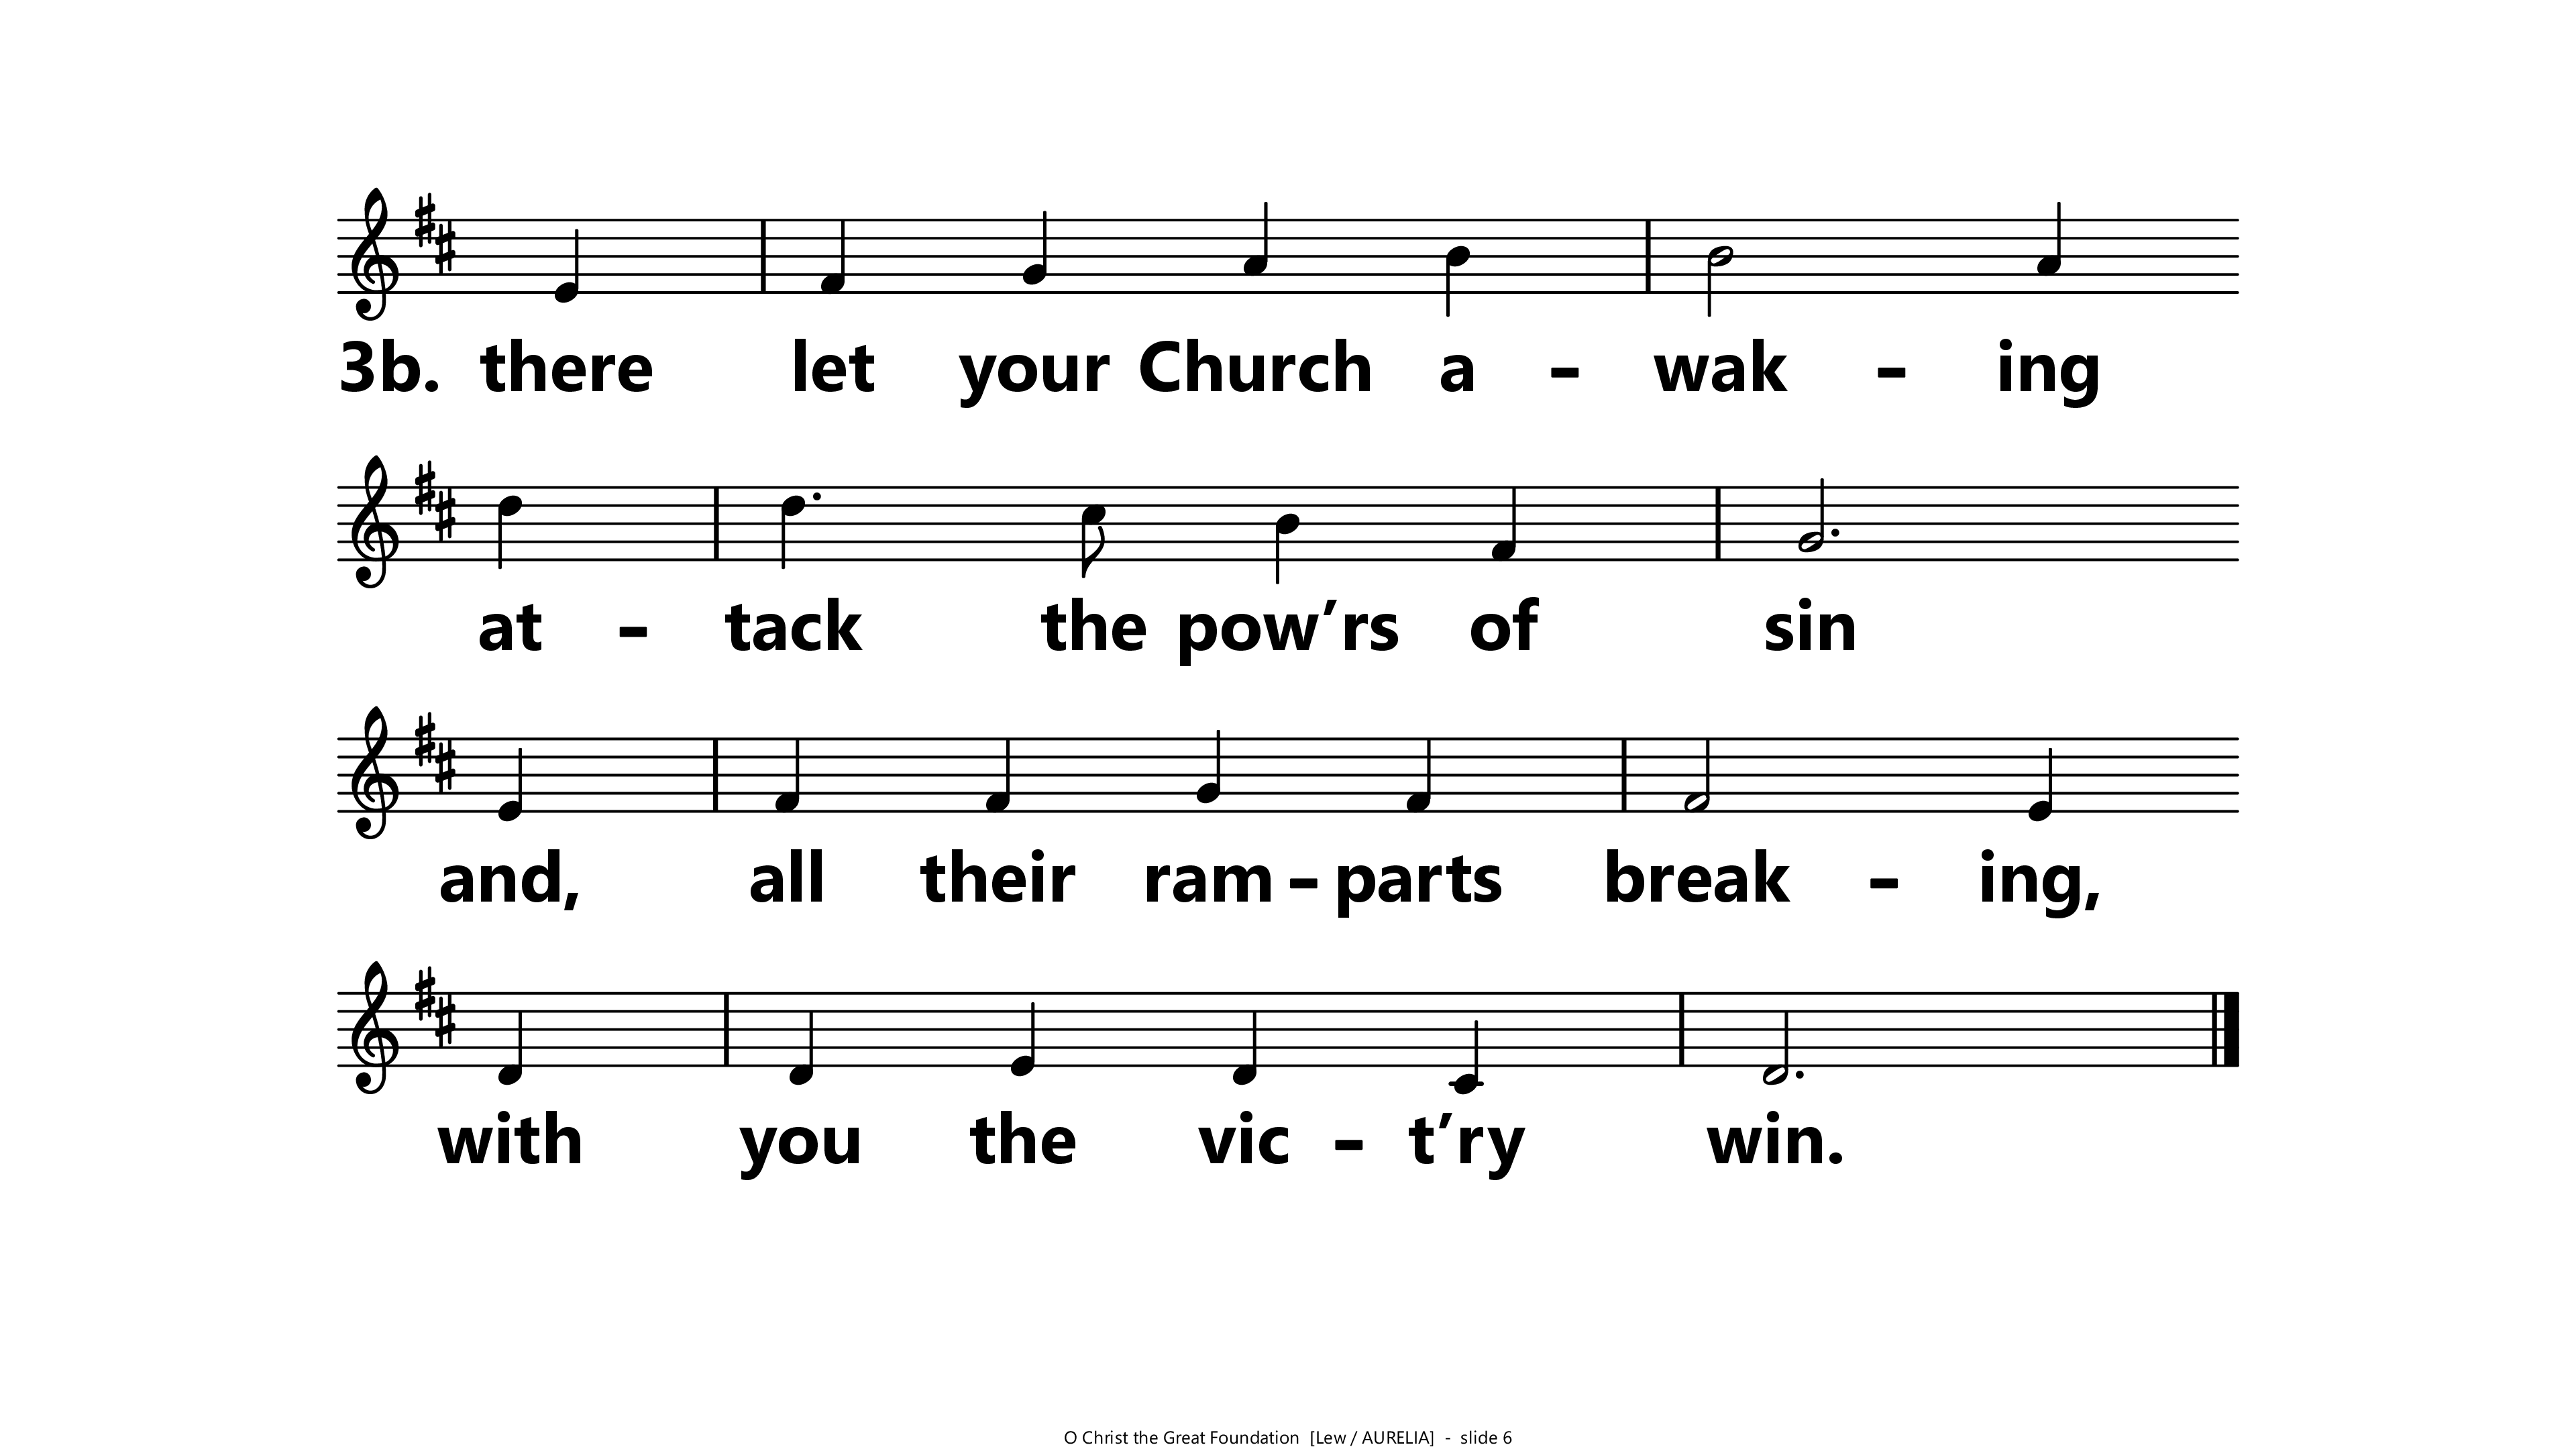 3b. there let your Church a - wak - ing
at - tack the pow’rs of sin
and, all their ram - parts break - ing,
with you the vic - t’ry win.
O Christ the Great Foundation [Lew / AURELIA] - slide 6